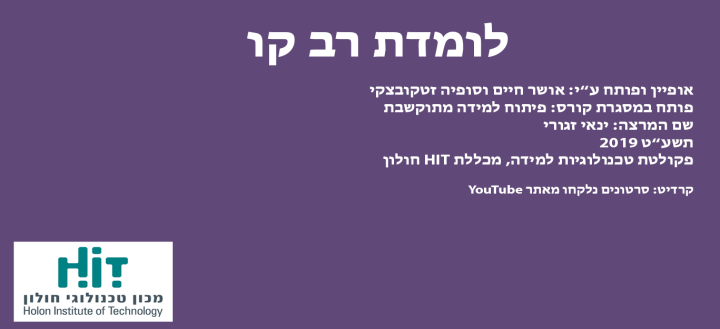 לומדת רב קו
אופיין ופותח ע״י: אושר חיים וסופיה זטקובצקי
פותח במסגרת קורס: פיתוח למידה מתוקשבת
שם המרצה: ינאי זגורי
תשע״ט 2019
פקולטת טכנולוגיות למידה, מכללת HIT חולון
קרדיט: סרטונים נלקחו מאתר YouTube
HiT
מכון טכנולוגי חולון
Holon Institute of Technology